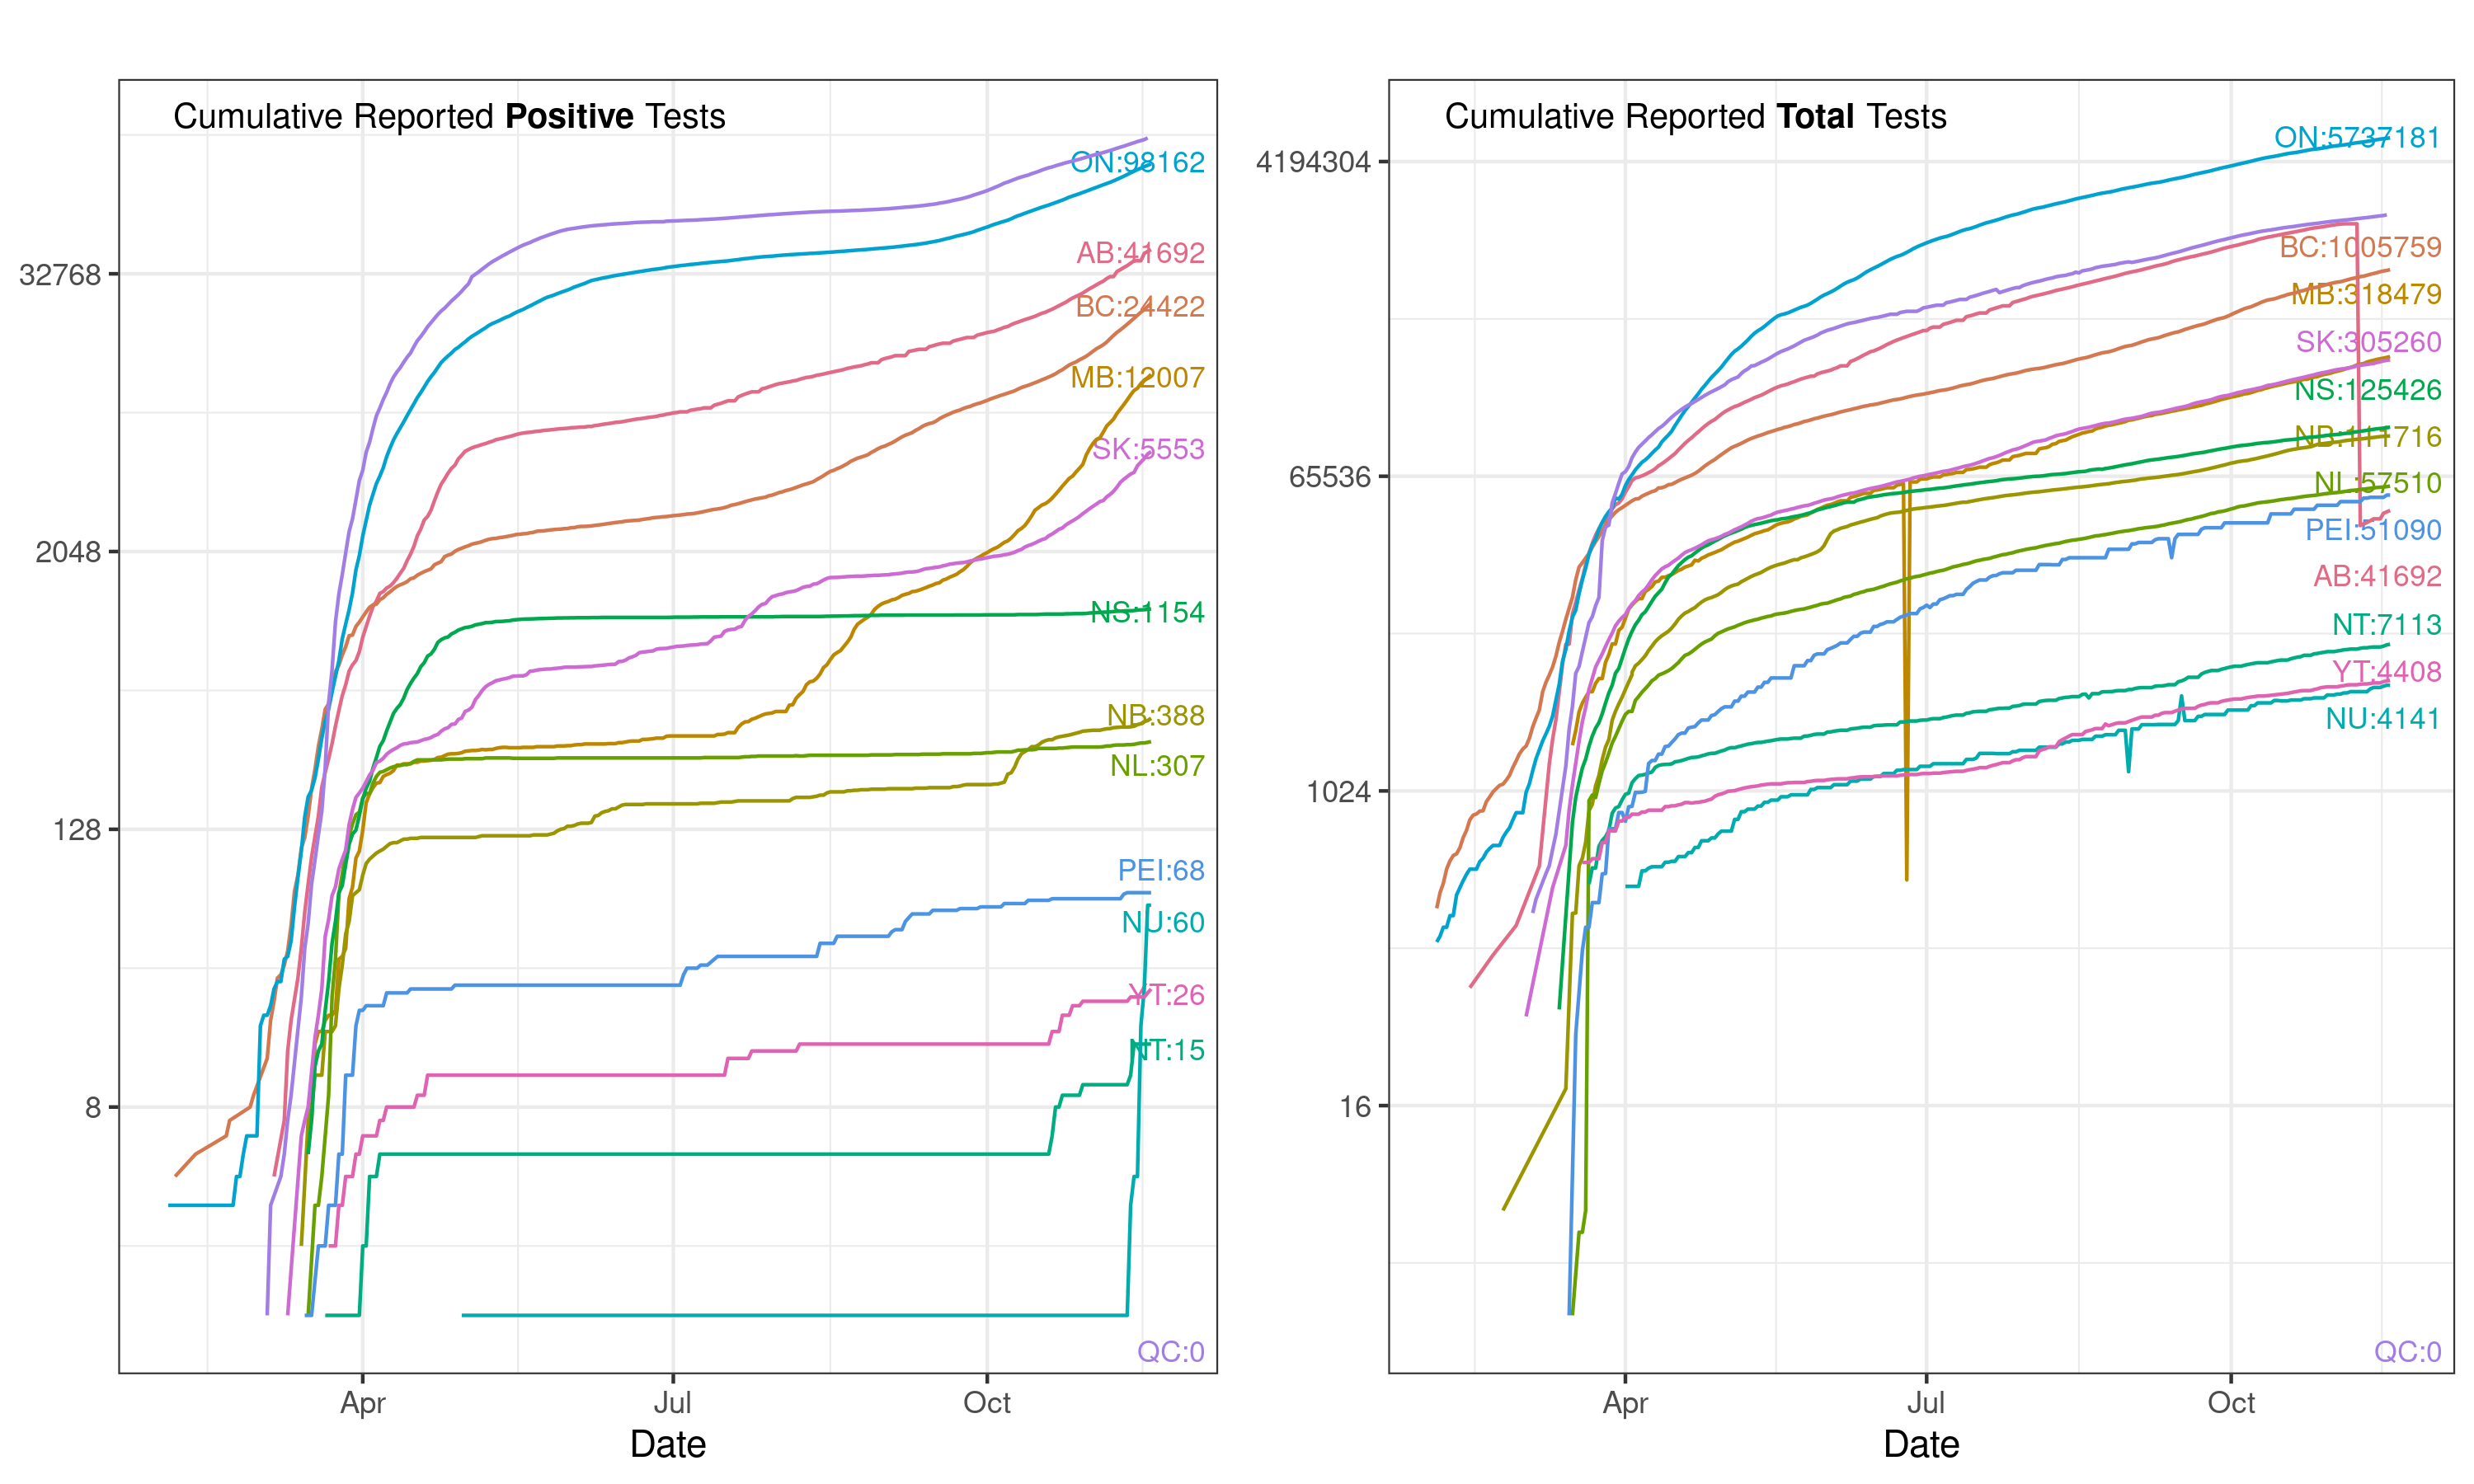 Cumulative Reported Positive Tests
ON:98162
AB:41692
BC:24422
MB:12007
SK:5553
NS:1154
NB:388
NL:307
PEI:68
NU:60
YT:26
NT:15
QC:0
32768
2048
128
8
Apr
Jul
Oct
Date
Cumulative Reported Total Tests
ON:5737181
BC:1005759
MB:318479
SK:305260
NS:125426
NB:111716
NL:57510
PEI:51090
AB:41692
NT:7113
YT:4408
NU:4141
QC:0
4194304
65536
1024
16
Apr
Jul
Oct
Date